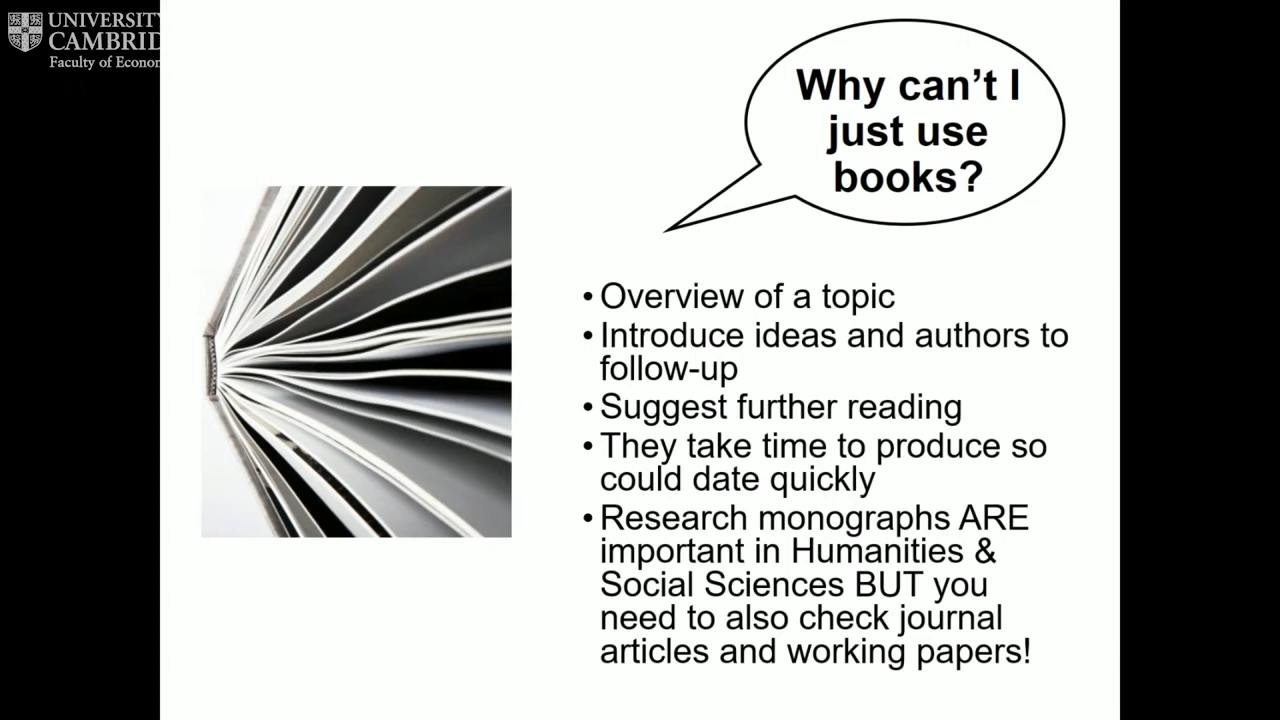 UNIVERSITY
CAMBRID
Faculty of Econom
Why can’t I
just use
books?
• Overview of a topic
• Introduce ideas and authors to
follow-up
• Suggest further reading
• They take time to produce so
could date quickly
• Research monographs ARE
important in Humanities &
Social Sciences BUT you
need to also check journal
articles and working papers!